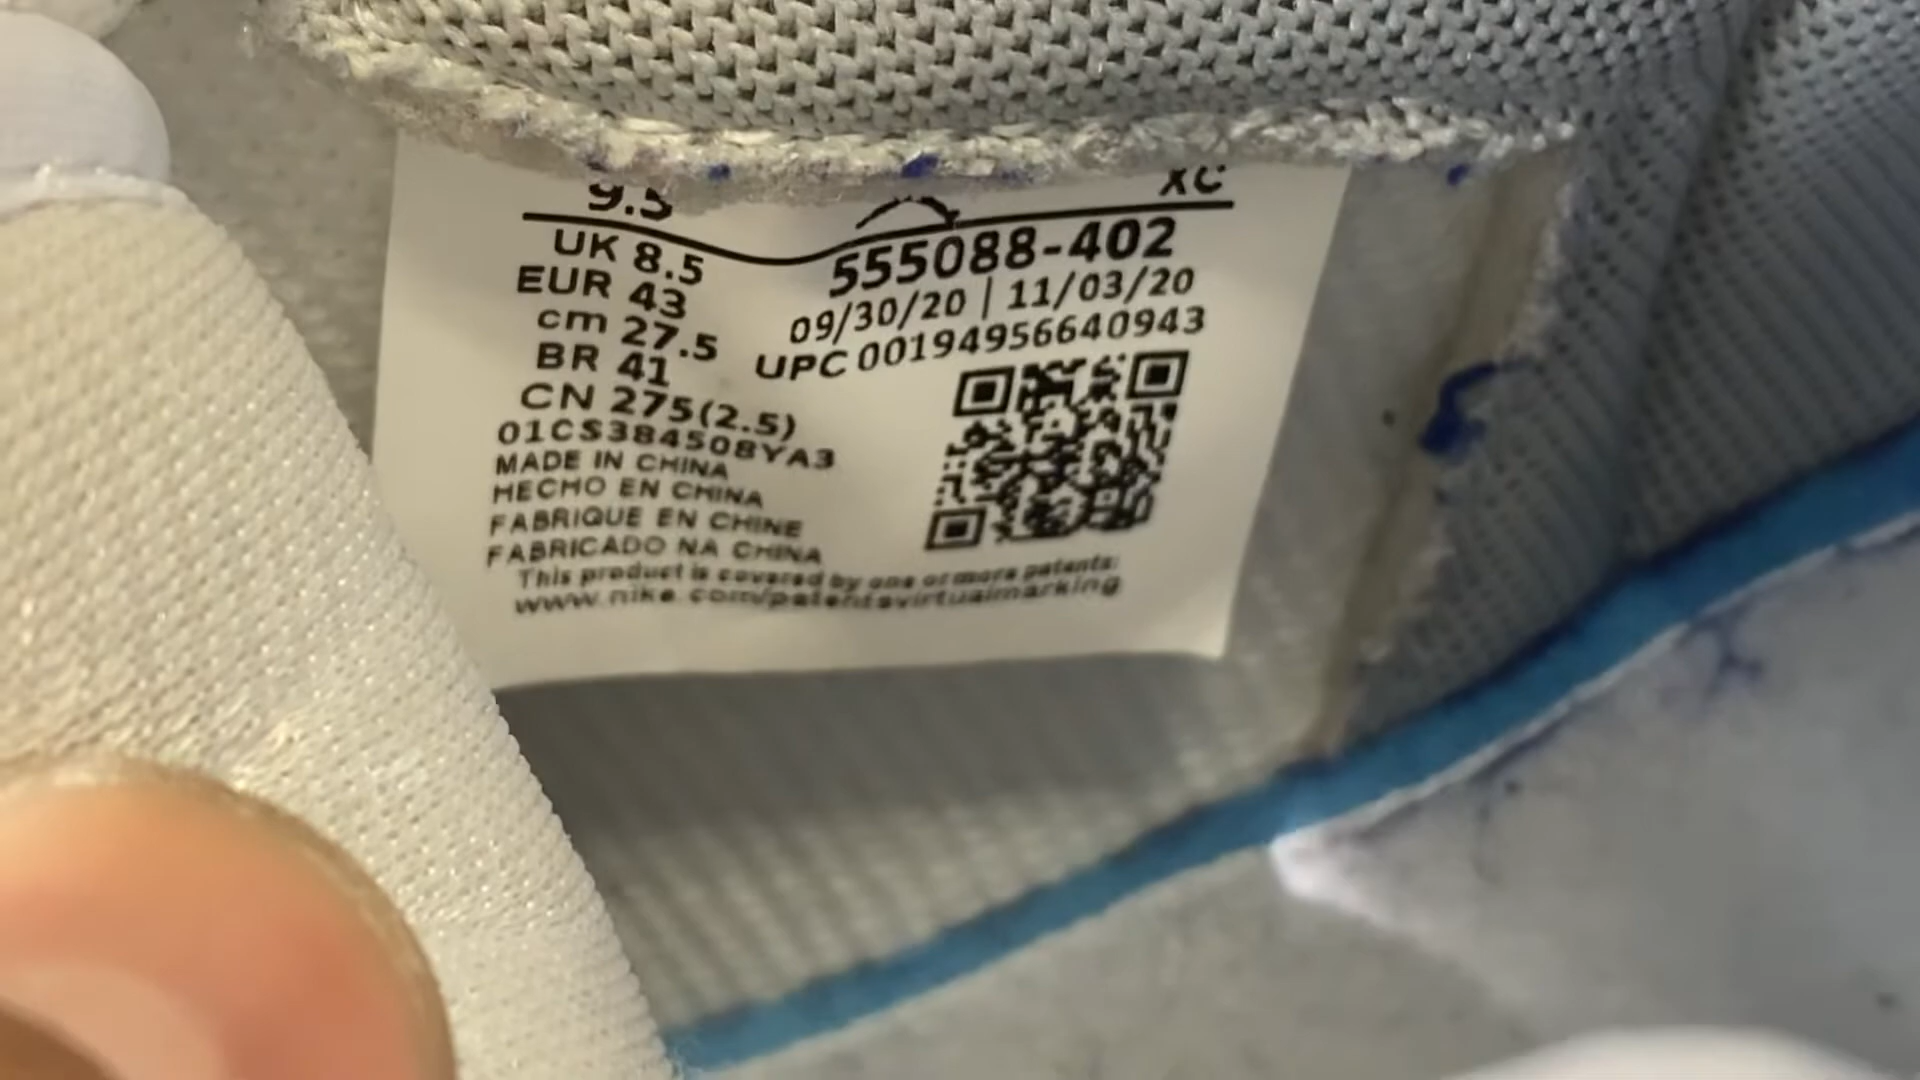 9.5
XC
UK 8.5
EUR 43
cm 27.5
BR 41
CN 275(2.5)
01CS384508YA3
MADE IN CHINA
HECHO EN CHINA
FABRIQUE EN CHINE
FABRICADO NA CHINA
555088-402
09/30/20 | 11/03/20
UPC 00194956640943
This product is covered by one or more patents:
www.nike.com/patentsvirtualmarking